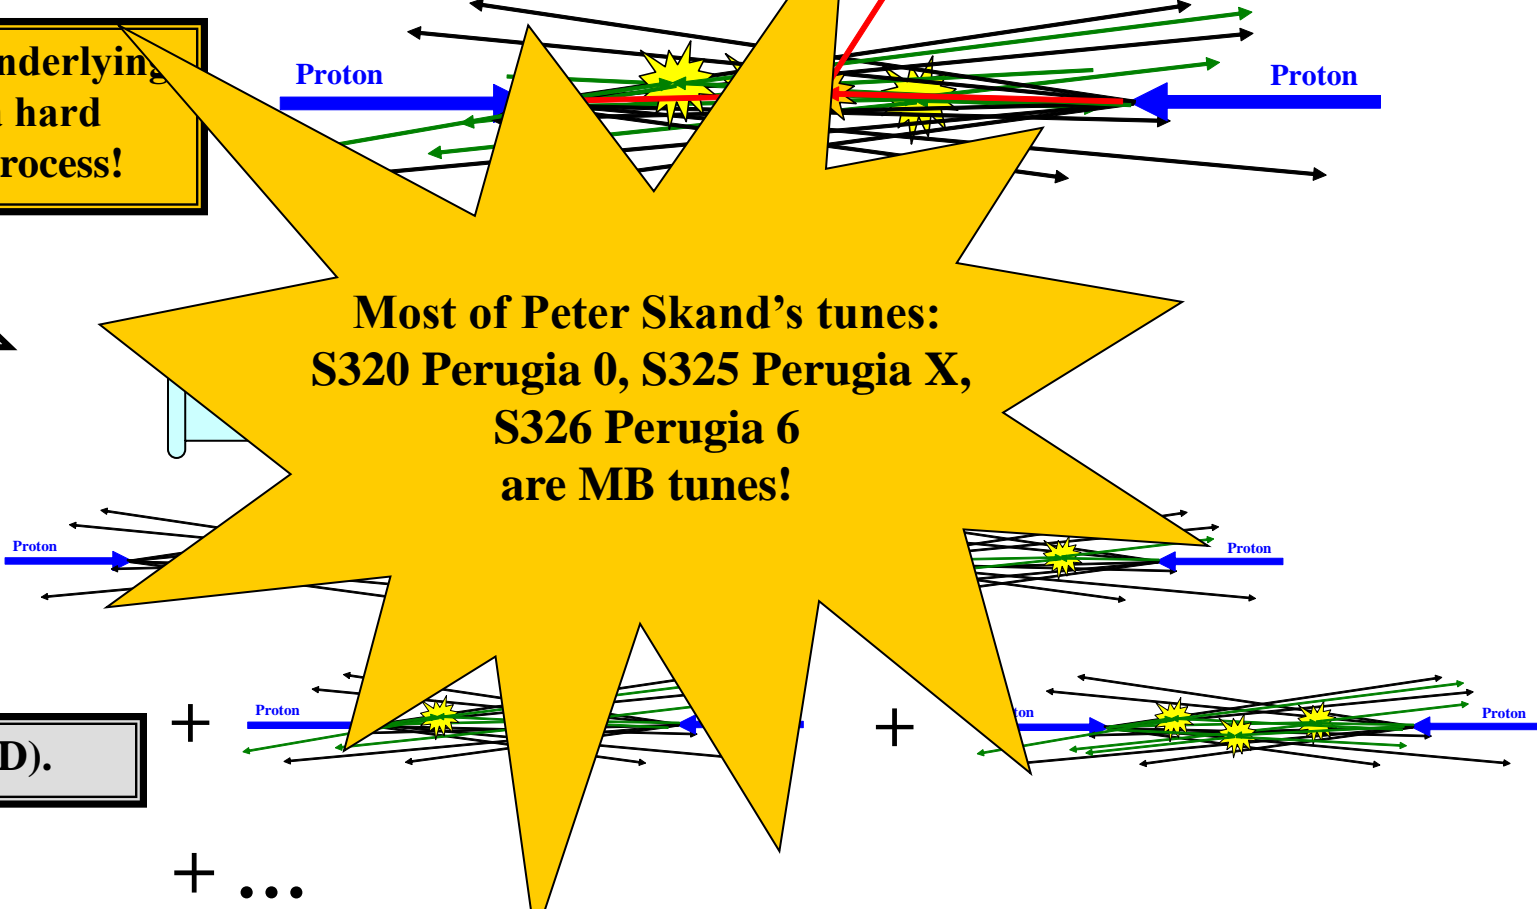 nderlying
hard
rocess!
Proton
Proton
Most of Peter Skand’s tunes:
S320 Perugia 0, S325 Perugia X,
S326 Perugia 6
are MB tunes!
Proton
Proton
D).
+
Proton
+
ton
Proton
+ …